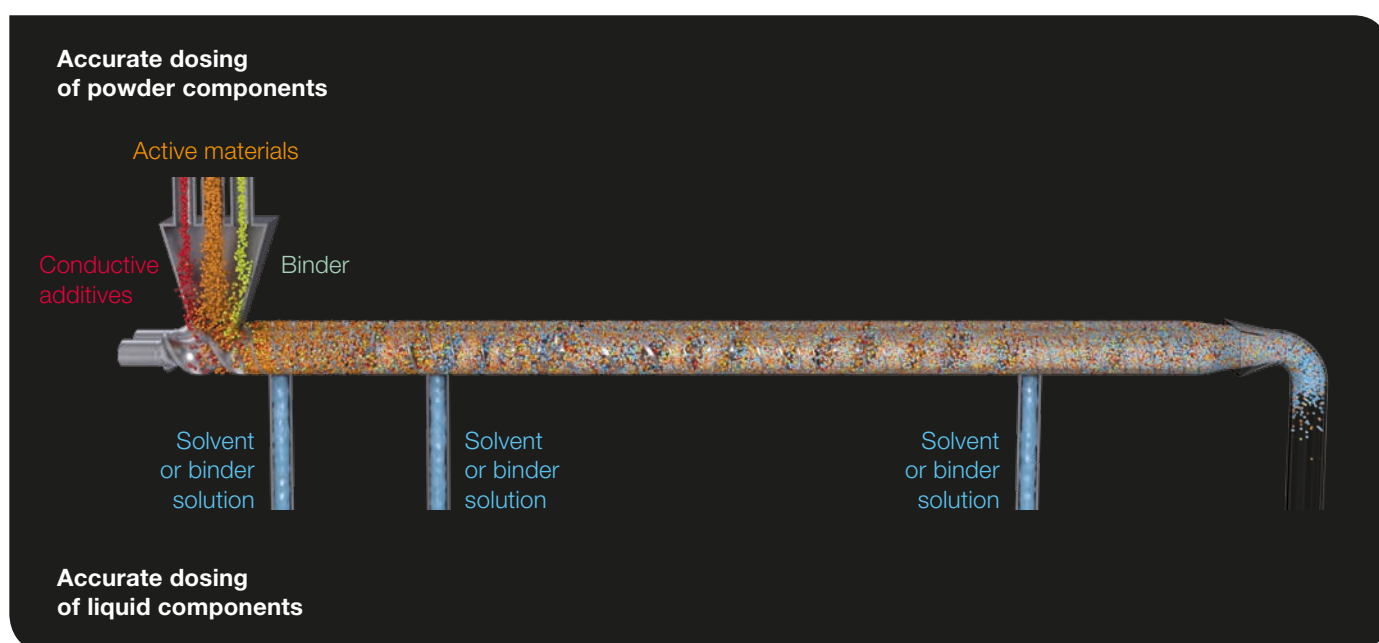 Accurate dosing
of powder components
Active materials
Conductive
additives
Binder
Solvent
or binder
solution
Solvent
or binder
solution
Solvent
or binder
solution
Accurate dosing
of liquid components